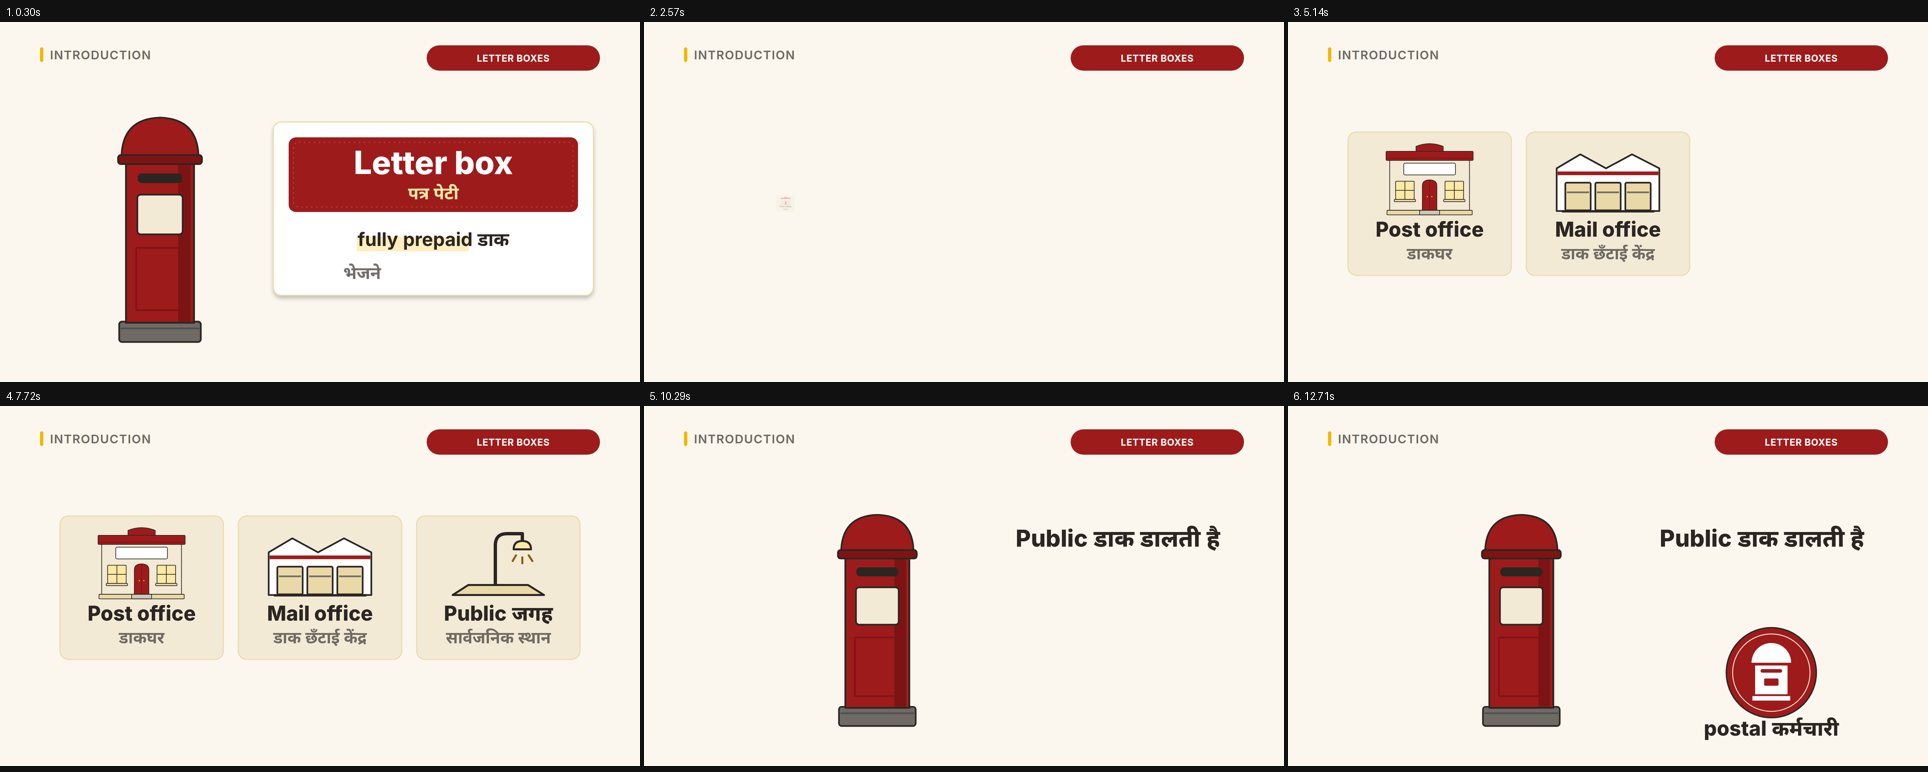 1. 0.30s
INTRODUCTION
LETTER BOXES
Letter box
पत्र पेटी
fully prepaid डाक
भेजने
2. 2.57s
INTRODUCTION
LETTER BOXES
3. 5.14s
INTRODUCTION
LETTER BOXES
Post office
डाकघर
Mail office
डाक छँटाई केंद्र
4. 7.72s
INTRODUCTION
LETTER BOXES
Post office
डाकघर
Mail office
डाक छँटाई केंद्र
Public जगह
सार्वजनिक स्थान
5. 10.29s
INTRODUCTION
LETTER BOXES
Public डाक डालती है
6. 12.71s
INTRODUCTION
LETTER BOXES
Public डाक डालती है
postal कर्मचारी